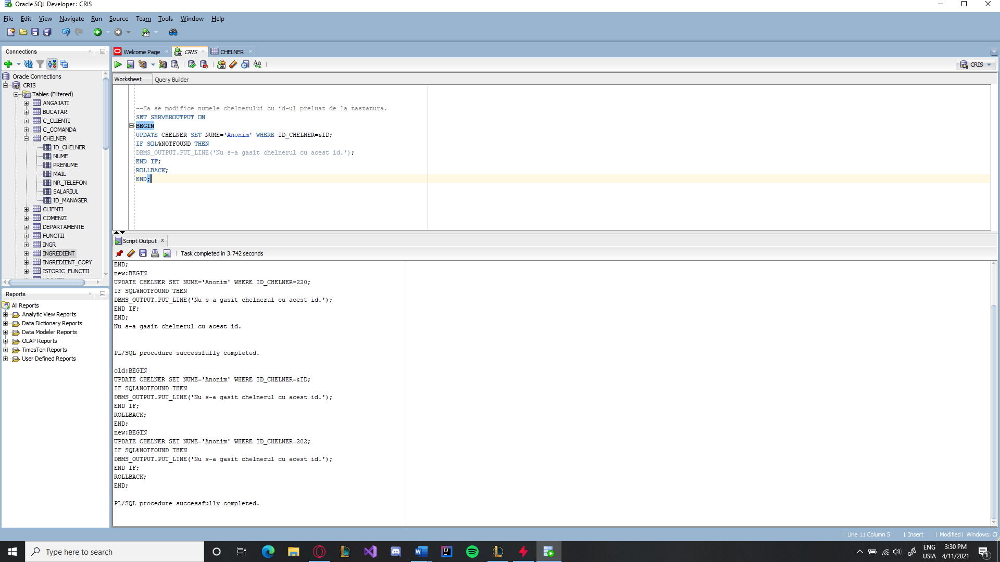 Oracle SQL Developer : CRIS
File Edit View Navigate Run Source Team Tools Window Help
Connections
Oracle Connections
CRIS
Tables (Filtered)
ANGAJATI
BUCATAR
C_CLIENTI
C_COMANDA
CHELNER
ID_CHELNER
NUME
PRENUME
MAIL
NR_TELEFON
SALARIUL
ID_MANAGER
CLIENTI
COMENZI
DEPARTAMENTE
FUNCTII
INGR
INGREDIENT
INGREDIENT_COPY
ISTORIC_FUNCTII
Reports
All Reports
Analytic View Reports
Data Dictionary Reports
Data Modeler Reports
OLAP Reports
TimesTen Reports
User Defined Reports
Welcome Page CRIS CHELNER
CRIS
Worksheet Query Builder
--Sa se modifice numele chelnerului cu id-ul preluat de la tastatura.
SET SERVEROUTPUT ON
BEGIN
UPDATE CHELNER SET NUME='Anonim' WHERE ID_CHELNER=&ID;
IF SQL%NOTFOUND THEN
DBMS_OUTPUT.PUT_LINE('Nu s-a gasit chelnerul cu acest id.');
END IF;
ROLLBACK;
END;
Script Output
Task completed in 3.742 seconds
END;
new:BEGIN
UPDATE CHELNER SET NUME='Anonim' WHERE ID_CHELNER=220;
IF SQL%NOTFOUND THEN
DBMS_OUTPUT.PUT_LINE('Nu s-a gasit chelnerul cu acest id.');
END IF;
END;
Nu s-a gasit chelnerul cu acest id.
PL/SQL procedure successfully completed.
old:BEGIN
UPDATE CHELNER SET NUME='Anonim' WHERE ID_CHELNER=&ID;
IF SQL%NOTFOUND THEN
DBMS_OUTPUT.PUT_LINE('Nu s-a gasit chelnerul cu acest id.');
END IF;
ROLLBACK;
END;
new:BEGIN
UPDATE CHELNER SET NUME='Anonim' WHERE ID_CHELNER=202;
IF SQL%NOTFOUND THEN
DBMS_OUTPUT.PUT_LINE('Nu s-a gasit chelnerul cu acest id.');
END IF;
ROLLBACK;
END;
PL/SQL procedure successfully completed.
Line 11 Column 5 Insert Modified Windows:
Type here to search
ENG
USIA
3:30 PM
4/11/2021
1